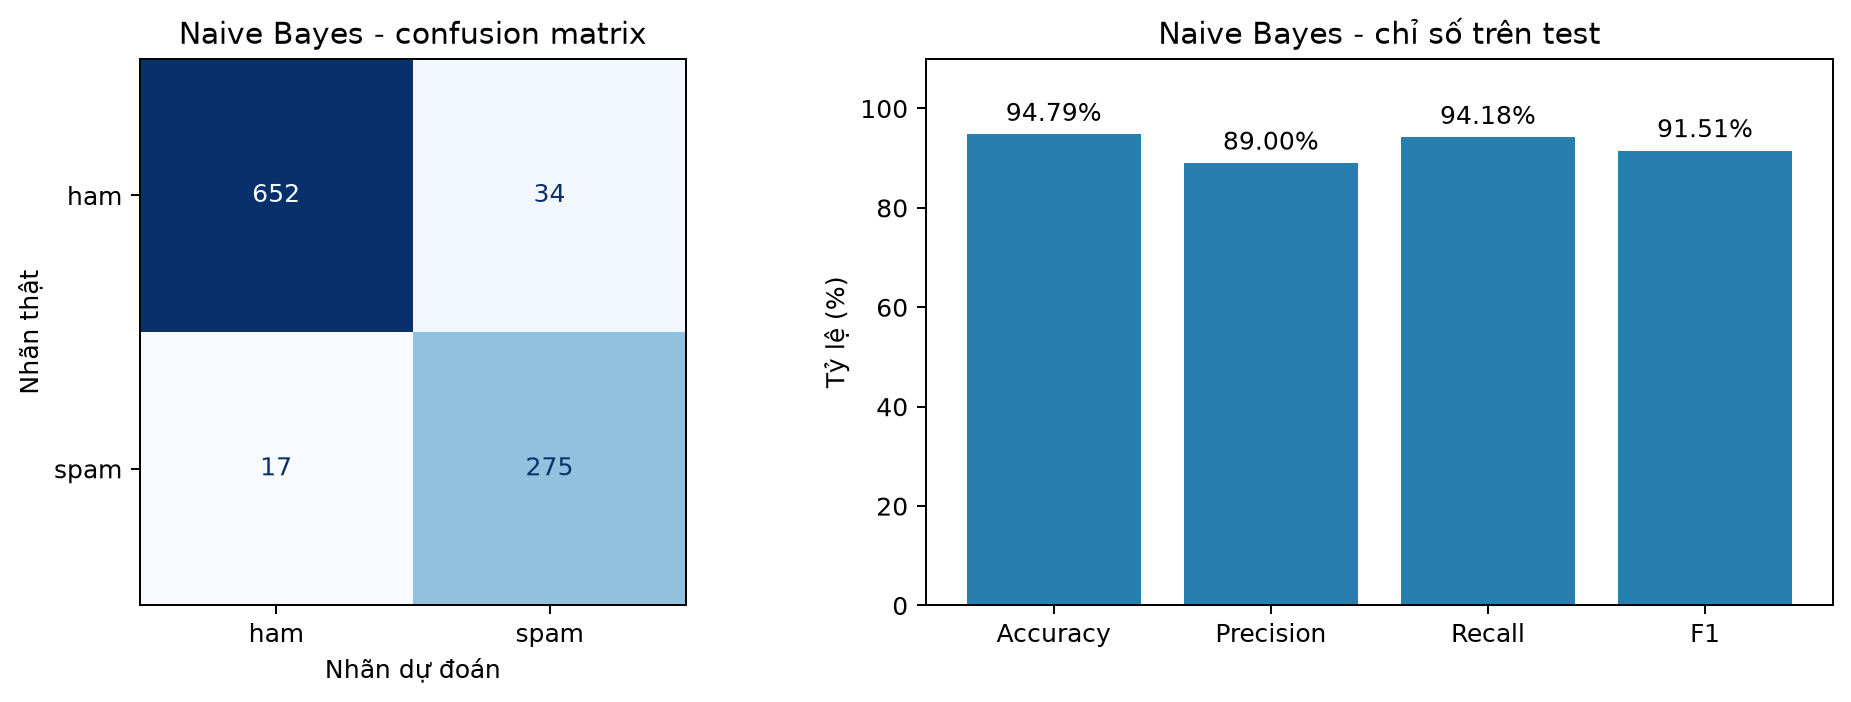 Naive Bayes - confusion matrix
Nhãn thật
ham
652
34
spam
17
275
ham
spam
Nhãn dự đoán
Naive Bayes - chỉ số trên test
Tỷ lệ (%)
100
80
60
40
20
0
94.79%
89.00%
94.18%
91.51%
Accuracy
Precision
Recall
F1